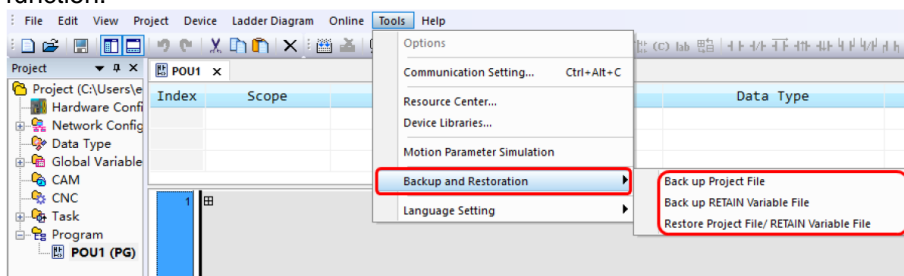 function.
File Edit View Project Device Ladder Diagram Online Tools Help
Project
POU1
Options
Communication Setting... Ctrl+Alt+C
Resource Center...
Device Libraries...
Motion Parameter Simulation
Backup and Restoration
Language Setting
Back up Project File
Back up RETAIN Variable File
Restore Project File/ RETAIN Variable File
Project (C:\Users\e
Hardware Confi
Network Config
Data Type
Global Variable
CAM
CNC
Task
Program
POU1 (PG)
Index Scope Data Type
1